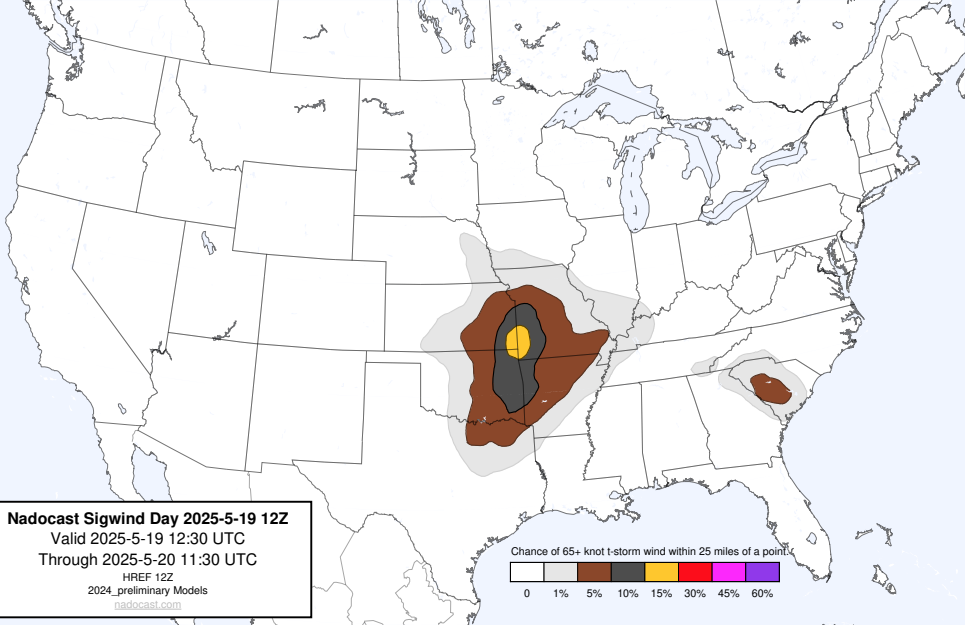 Nadocast Sigwind Day 2025-5-19 12Z
Valid 2025-5-19 12:30 UTC
Through 2025-5-20 11:30 UTC
HREF 12Z
2024_preliminary Models
nadocast.com
Chance of 65+ knot t-storm wind within 25 miles of a point.
0 1% 5% 10% 15% 30% 45% 60%